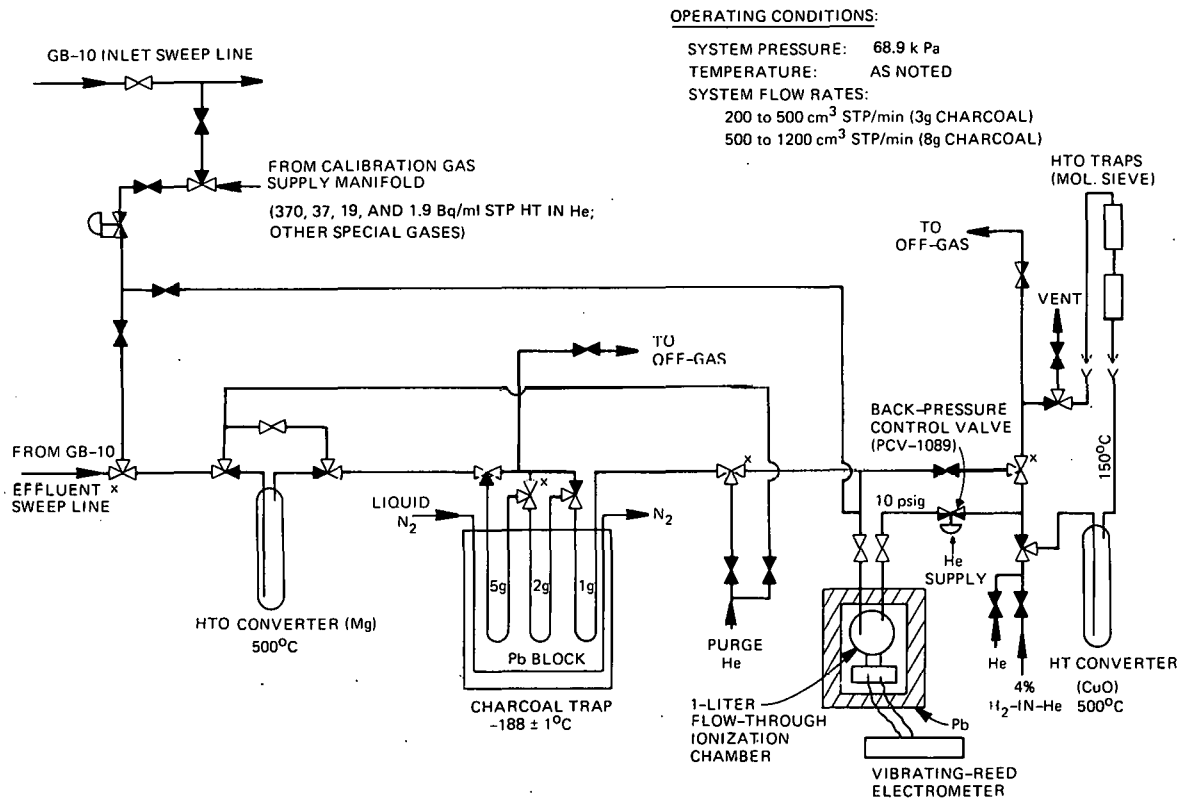 OPERATING CONDITIONS:
SYSTEM PRESSURE: 68.9 k Pa
TEMPERATURE: AS NOTED
SYSTEM FLOW RATES:
200 to 500 cm³ STP/min (3g CHARCOAL)
500 to 1200 cm³ STP/min (8g CHARCOAL)
GB-10 INLET SWEEP LINE
FROM CALIBRATION GAS
SUPPLY MANIFOLD
(370, 37, 19, AND 1.9 Bq/ml STP HT IN He;
OTHER SPECIAL GASES)
HTO TRAPS
(MOL. SIEVE)
TO
OFF-GAS
VENT
TO
OFF-GAS
BACK-PRESSURE
CONTROL VALVE
(PCV-1089)
150°C
FROM GB-10
EFFLUENT x
SWEEP LINE
x
x
x
LIQUID
N₂
N₂
10 psig
He
SUPPLY
5g
2g
1g
Pb BLOCK
HTO CONVERTER (Mg)
500°C
CHARCOAL TRAP
-188 ± 1°C
PURGE
He
He
4%
H₂-IN-He
HT CONVERTER
(CuO)
500°C
1-LITER
FLOW-THROUGH
IONIZATION
CHAMBER
Pb
VIBRATING-REED
ELECTROMETER